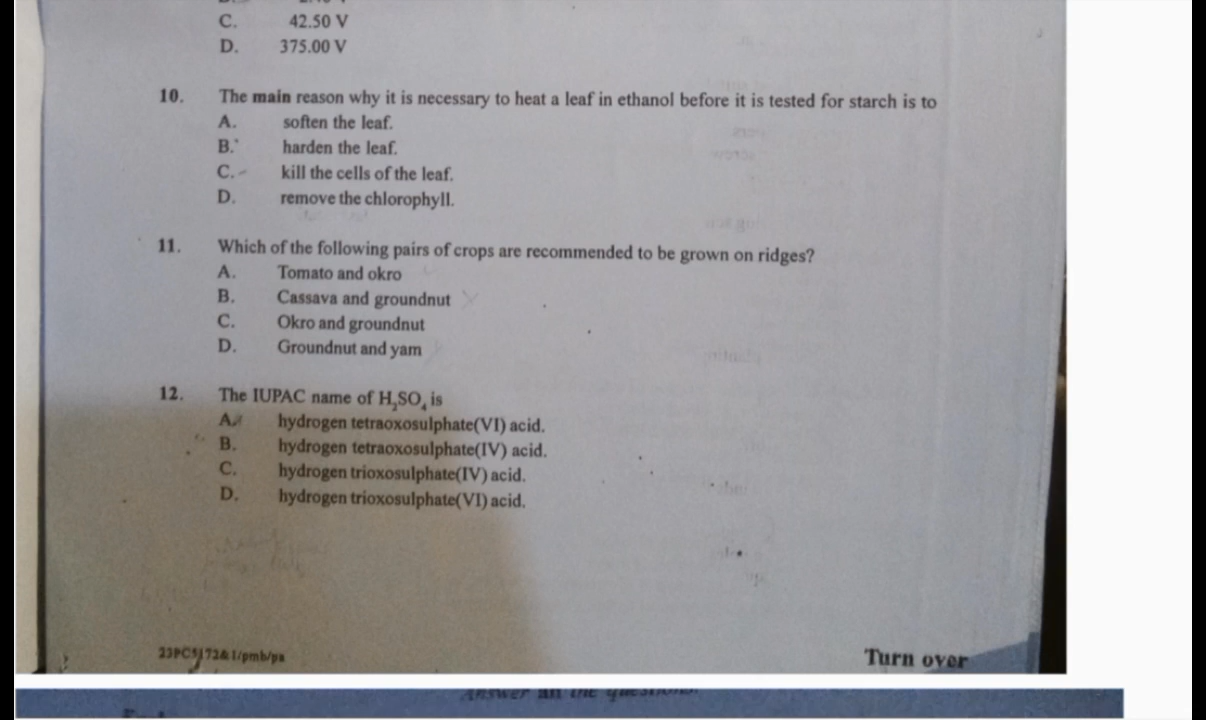 C. 42.50 V
D. 375.00 V
10. The main reason why it is necessary to heat a leaf in ethanol before it is tested for starch is to
A. soften the leaf.
B. harden the leaf.
C. kill the cells of the leaf.
D. remove the chlorophyll.
11. Which of the following pairs of crops are recommended to be grown on ridges?
A. Tomato and okro
B. Cassava and groundnut
C. Okro and groundnut
D. Groundnut and yam
12. The IUPAC name of H₂SO₄ is
A. hydrogen tetraoxosulphate(VI) acid.
B. hydrogen tetraoxosulphate(IV) acid.
C. hydrogen trioxosulphate(IV) acid.
D. hydrogen trioxosulphate(VI) acid.
Turn over
Answer all the questions.